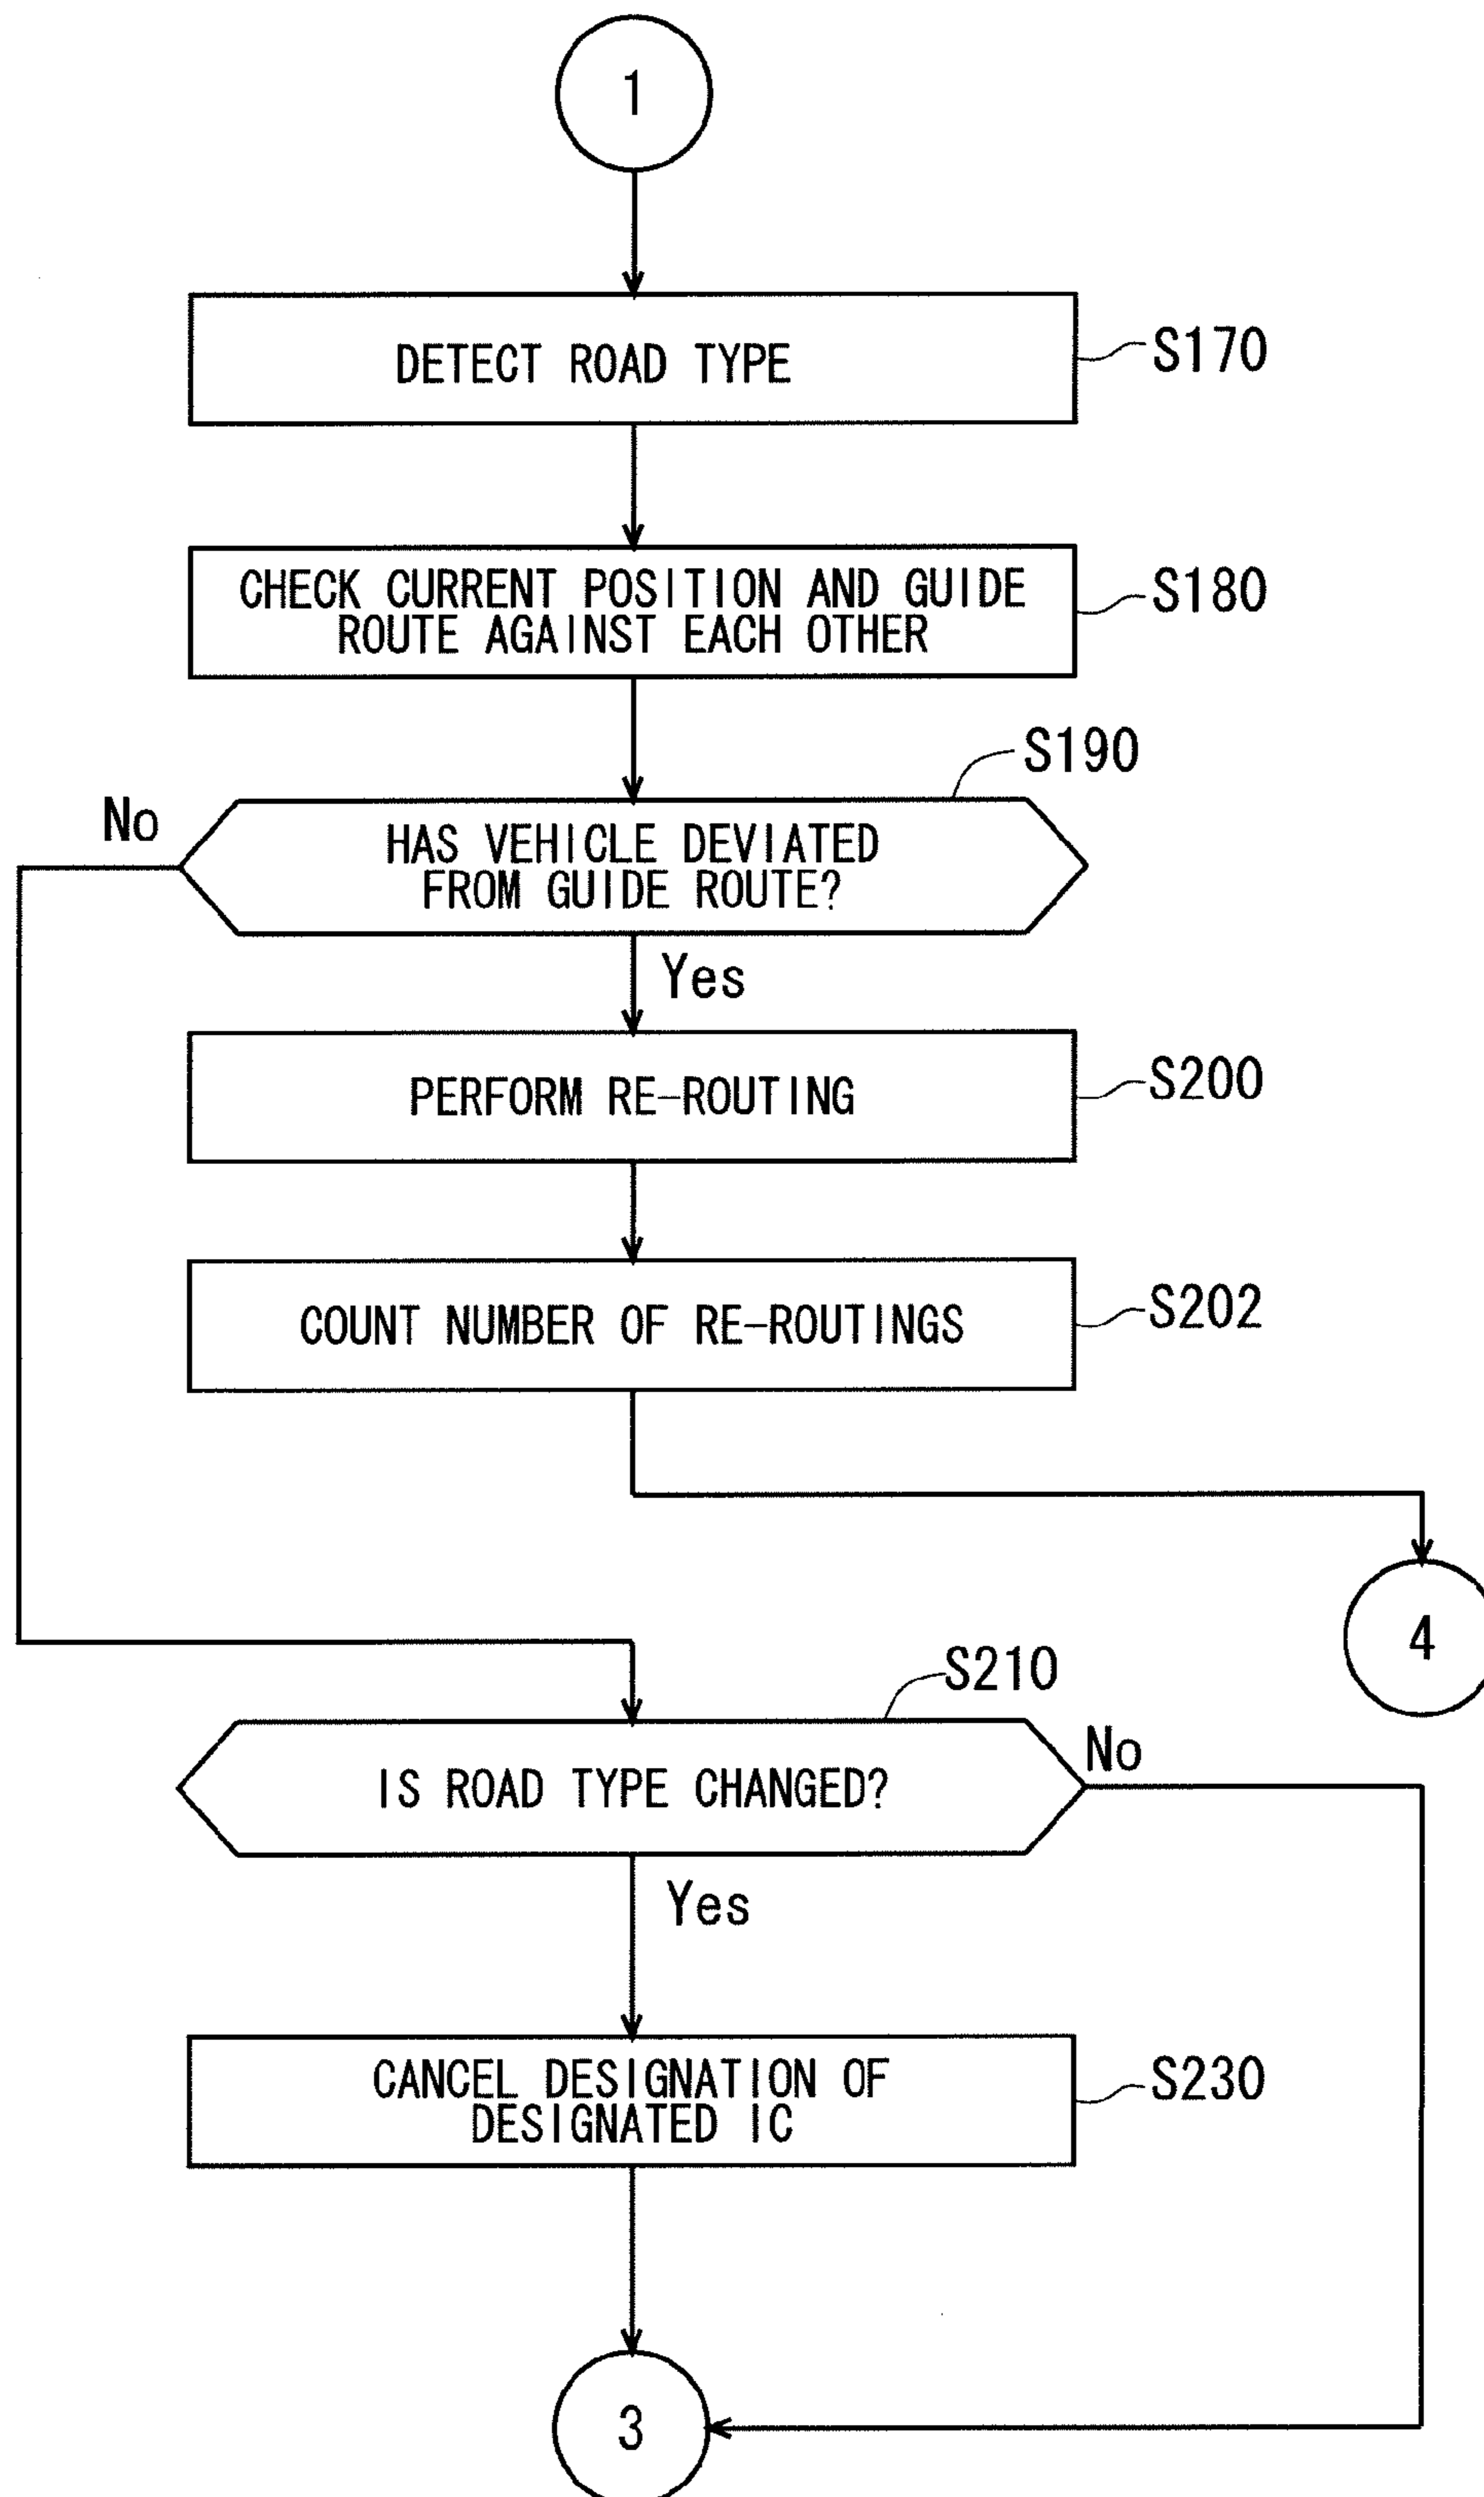 1
DETECT ROAD TYPE
S170
CHECK CURRENT POSITION AND GUIDE
ROUTE AGAINST EACH OTHER
S180
S190
No
HAS VEHICLE DEVIATED
FROM GUIDE ROUTE?
Yes
PERFORM RE-ROUTING
S200
COUNT NUMBER OF RE-ROUTINGS
S202
4
S210
IS ROAD TYPE CHANGED?
No
Yes
CANCEL DESIGNATION OF
DESIGNATED IC
S230
3